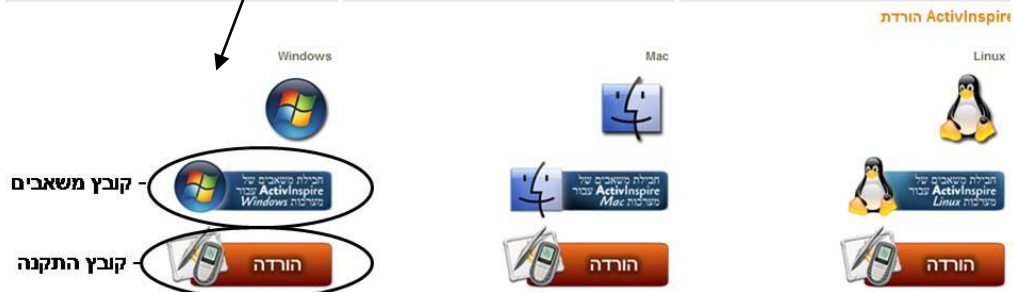 הורדת ActivInspire
Linux
Mac
Windows
חבילת משאבים של
ActivInspire עבור
מערכות Linux
חבילת משאבים של
ActivInspire עבור
מערכות Mac
חבילת משאבים של
ActivInspire עבור
מערכות Windows
- קובץ משאבים
הורדה
הורדה
הורדה
- קובץ התקנה